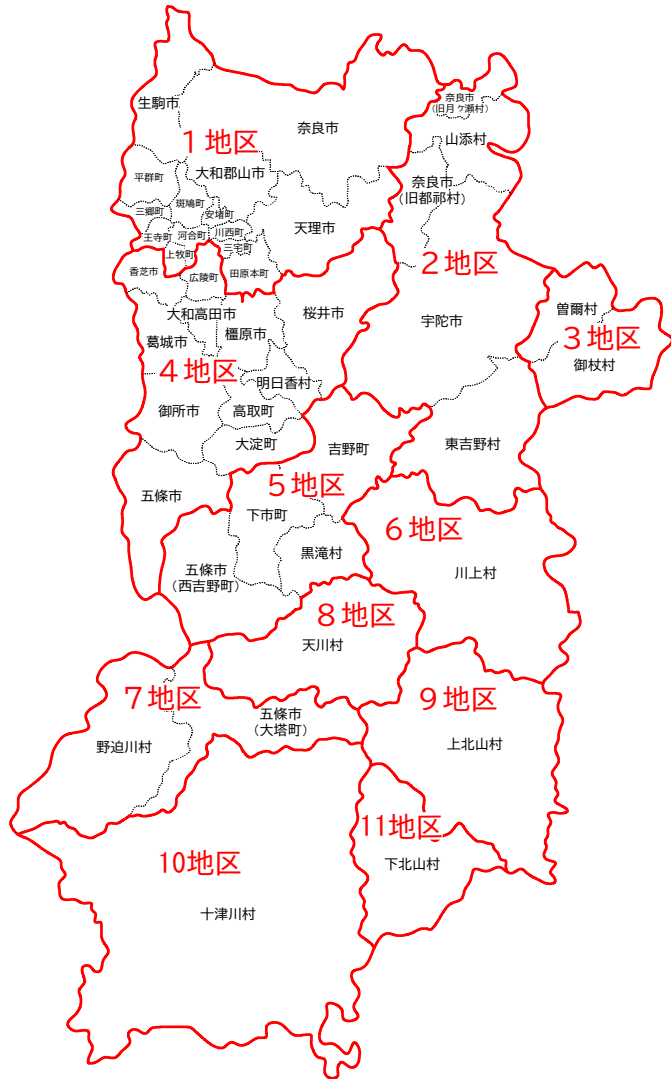 生駒市
奈良市
奈良市
(旧月ヶ瀬村)
山添村
1地区
平群町
大和郡山市
奈良市
(旧都祁村)
三郷町
斑鳩町
安堵町
天理市
王寺町
河合町
川西町
三宅町
上牧町
2地区
香芝市
広陵町
田原本町
大和高田市
桜井市
宇陀市
曽爾村
葛城市
橿原市
3地区
御杖村
4地区
明日香村
御所市
高取町
大淀町
吉野町
東吉野村
五條市
5地区
下市町
6地区
黒滝村
五條市
(西吉野町)
川上村
8地区
天川村
7地区
9地区
五條市
(大塔町)
野迫川村
上北山村
11地区
10地区
下北山村
十津川村